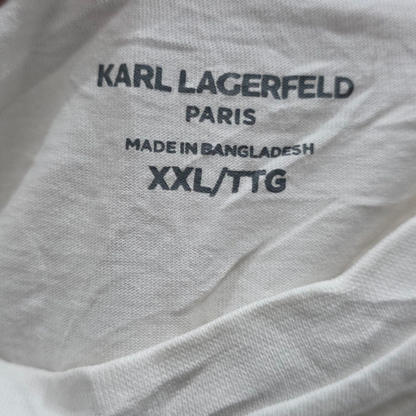 KARL LAGERFELD
PARIS
MADE IN BANGLADESH
XXL/TTG